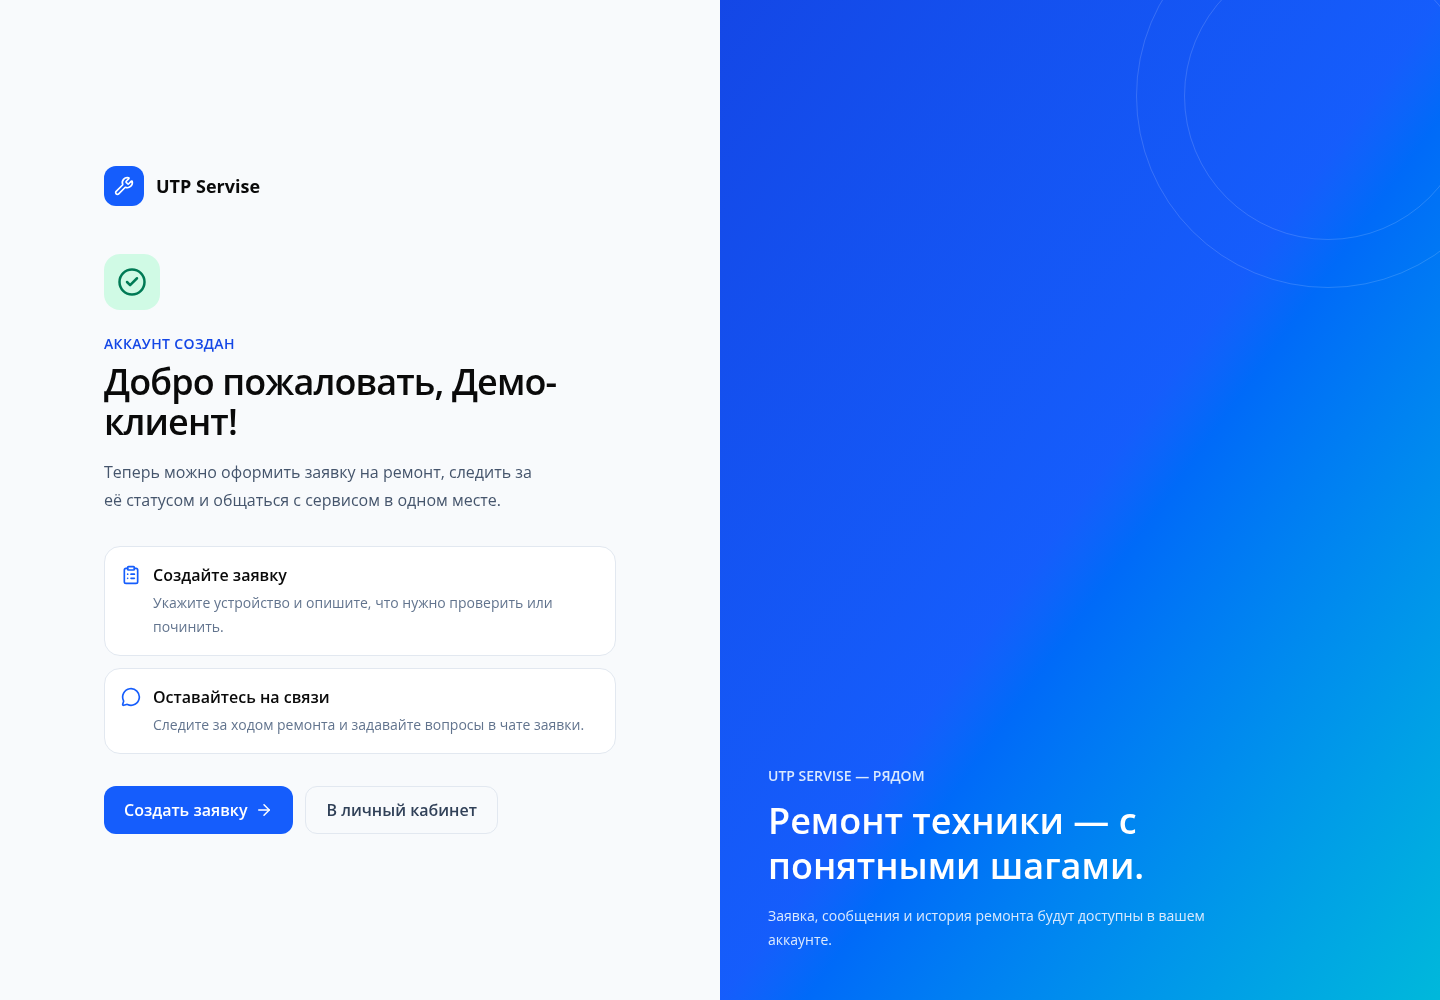 UTP Servise
АККАУНТ СОЗДАН
Добро пожаловать, Демо-
клиент!
Теперь можно оформить заявку на ремонт, следить за
её статусом и общаться с сервисом в одном месте.
Создайте заявку
Укажите устройство и опишите, что нужно проверить или
починить.
Оставайтесь на связи
Следите за ходом ремонта и задавайте вопросы в чате заявки.
Создать заявку
В личный кабинет
UTP SERVISE — РЯДОМ
Ремонт техники — с
понятными шагами.
Заявка, сообщения и история ремонта будут доступны в вашем
аккаунте.